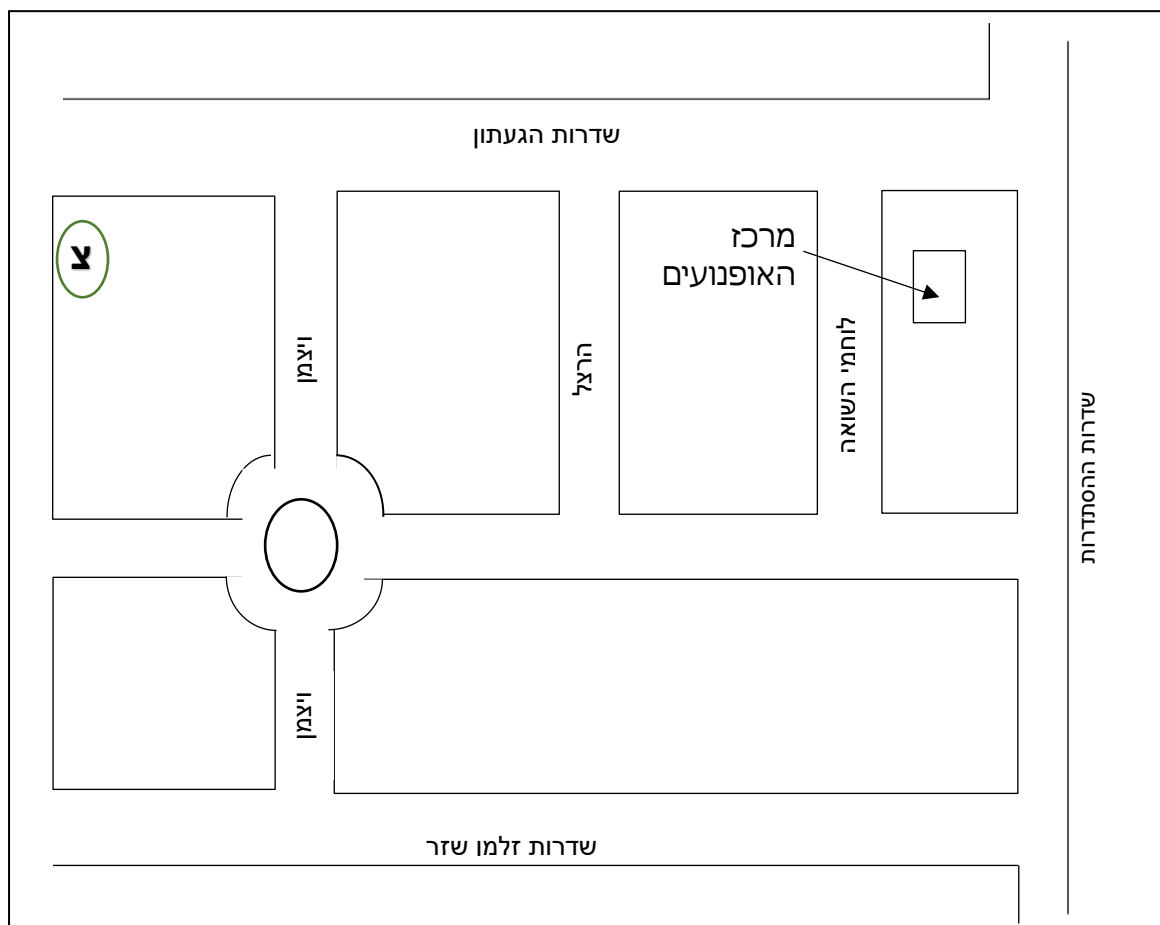 שדרות הגעתון
צ
מרכז
האופנועים
ויצמן
הרצל
לוחמי השואה
שדרות ההסתדרות
ויצמן
שדרות זלמן שזר